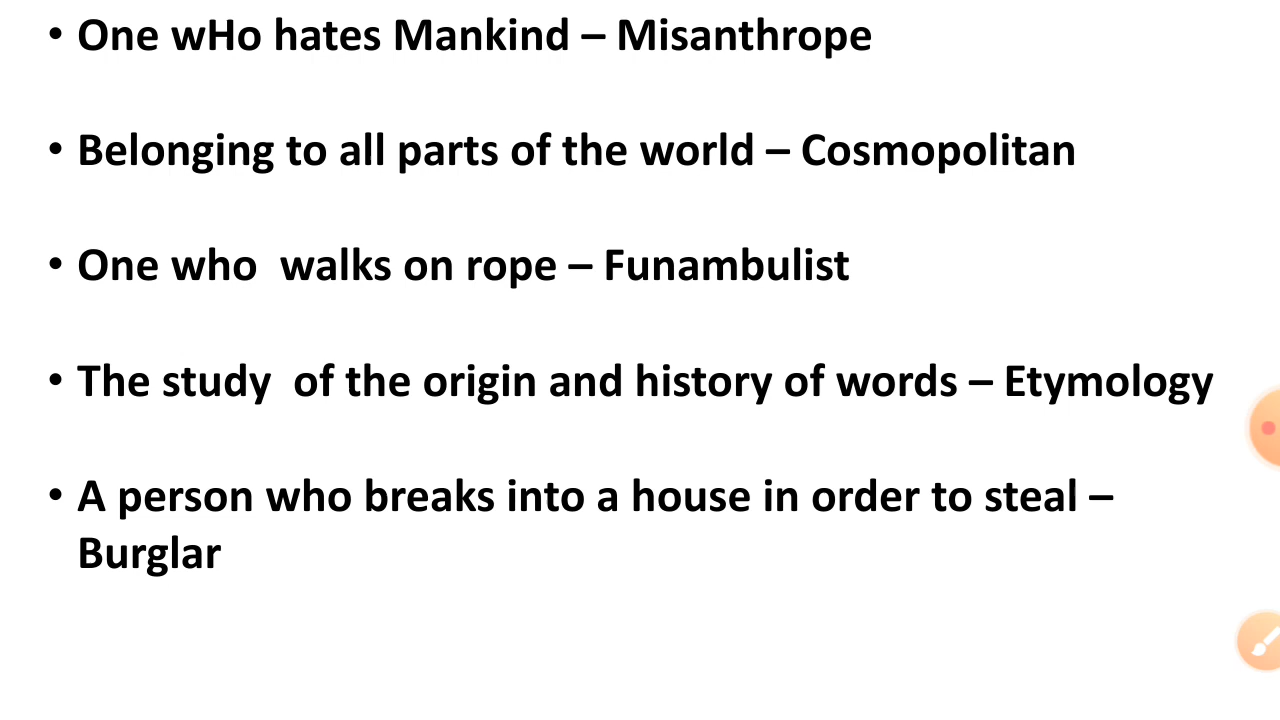 • One wHo hates Mankind – Misanthrope
• Belonging to all parts of the world – Cosmopolitan
• One who  walks on rope – Funambulist
• The study  of the origin and history of words – Etymology
• A person who breaks into a house in order to steal –
Burglar